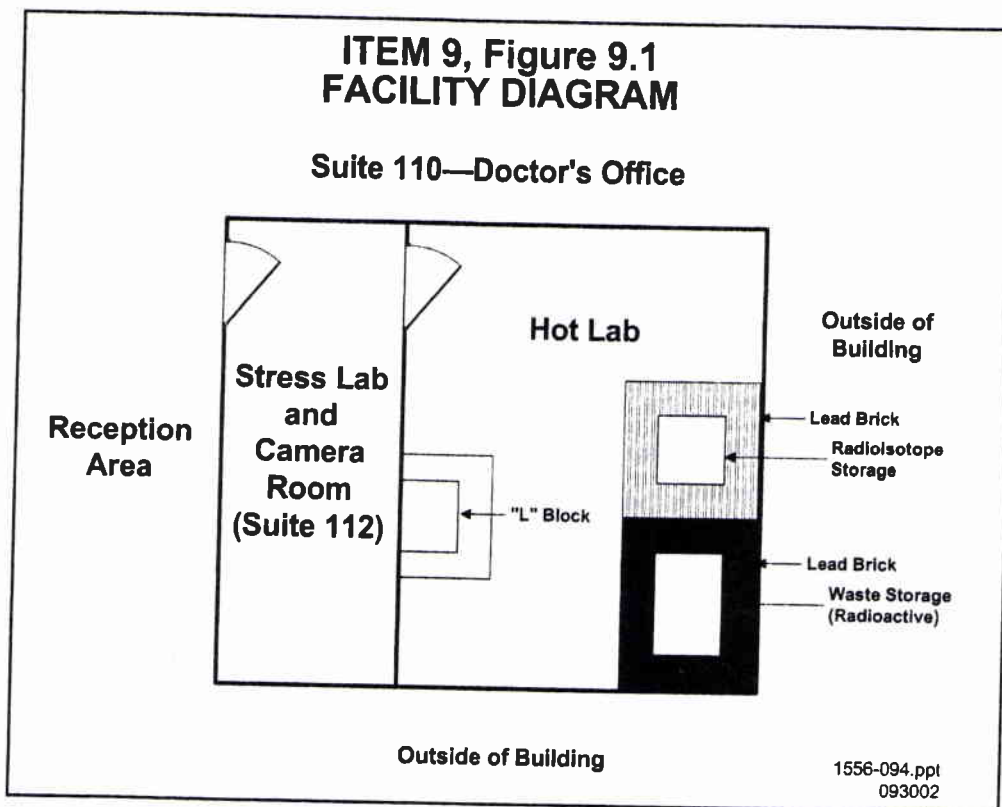 ITEM 9, Figure 9.1
FACILITY DIAGRAM
Suite 110—Doctor's Office
Hot Lab
Outside of
Building
Stress Lab
and
Camera
Room
(Suite 112)
Reception
Area
Lead Brick
RadioIsotope
Storage
"L" Block
Lead Brick
Waste Storage
(Radioactive)
Outside of Building
1556-094.ppt
093002